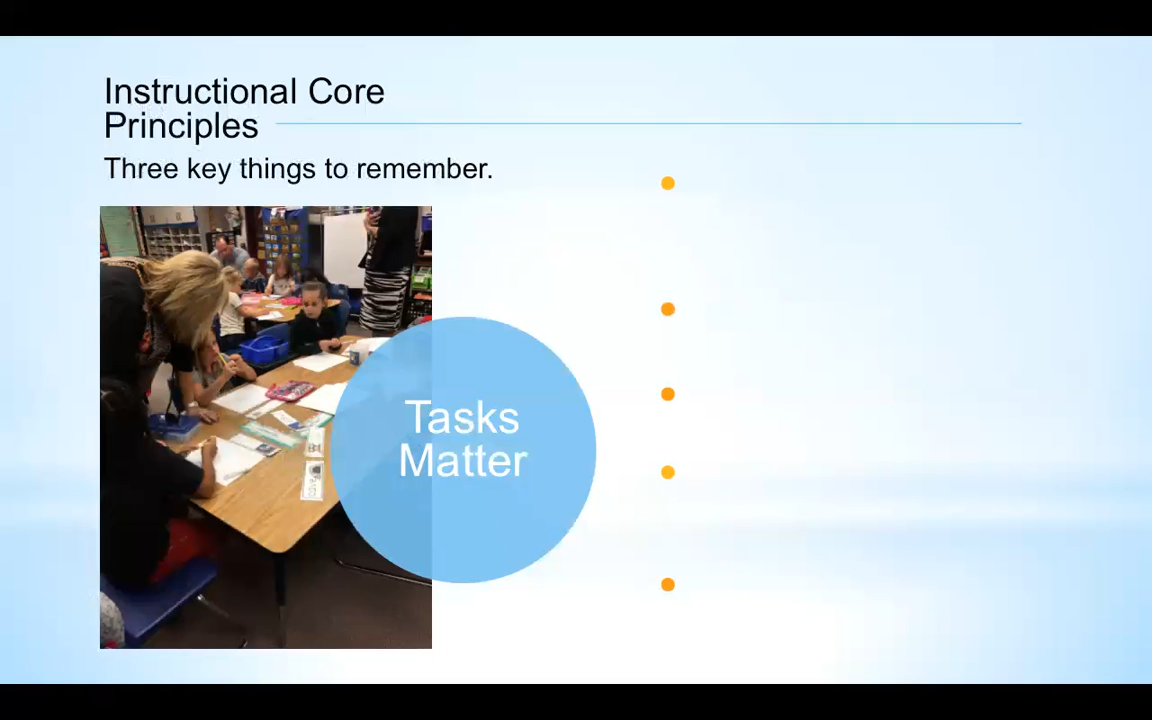 Instructional Core
Principles
Three key things to remember.
Tasks
Matter